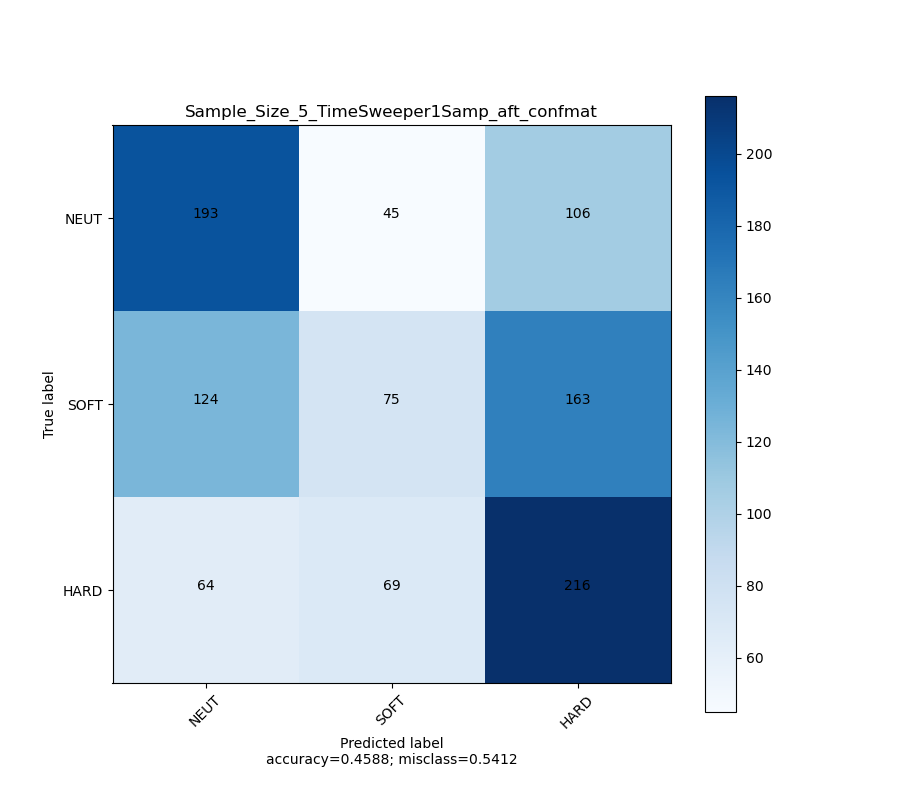 Sample_Size_5_TimeSweeper1Samp_aft_confmat
NEUT 193 45 106
SOFT 124 75 163
HARD 64 69 216
NEUT SOFT HARD
True label
Predicted label
accuracy=0.4588; misclass=0.5412
200
180
160
140
120
100
80
60